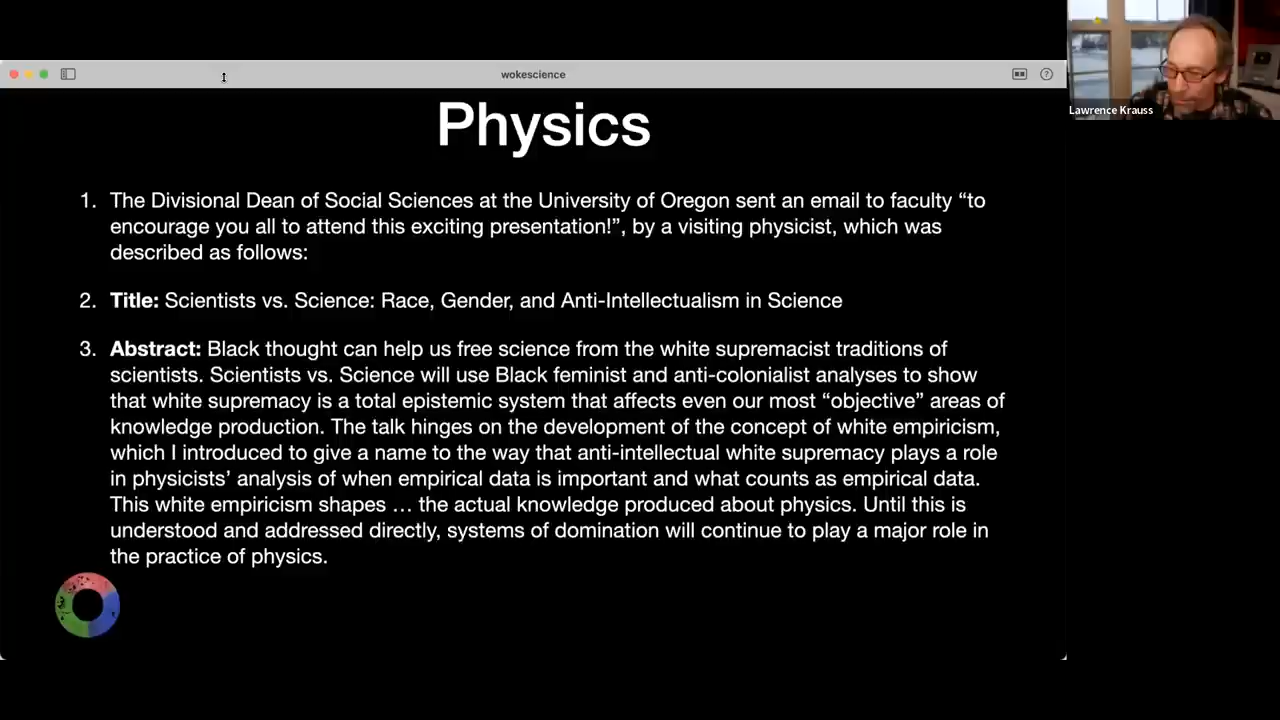 wokescience
Lawrence Krauss
Physics
1. The Divisional Dean of Social Sciences at the University of Oregon sent an email to faculty “to
encourage you all to attend this exciting presentation!”, by a visiting physicist, which was
described as follows:
2. Title: Scientists vs. Science: Race, Gender, and Anti-Intellectualism in Science
3. Abstract: Black thought can help us free science from the white supremacist traditions of
scientists. Scientists vs. Science will use Black feminist and anti-colonialist analyses to show
that white supremacy is a total epistemic system that affects even our most “objective” areas of
knowledge production. The talk hinges on the development of the concept of white empiricism,
which I introduced to give a name to the way that anti-intellectual white supremacy plays a role
in physicists’ analysis of when empirical data is important and what counts as empirical data.
This white empiricism shapes … the actual knowledge produced about physics. Until this is
understood and addressed directly, systems of domination will continue to play a major role in
the practice of physics.